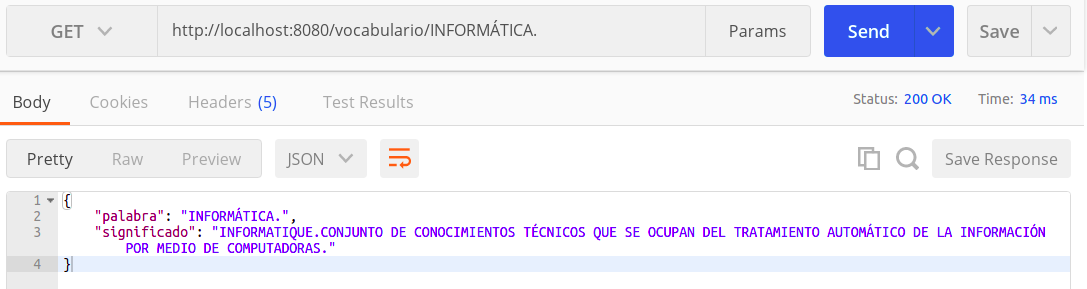 GET http://localhost:8080/vocabulario/INFORMÁTICA. Params Send Save
Body Cookies Headers (5) Test Results Status: 200 OK Time: 34 ms
Pretty Raw Preview JSON Save Response
1 {
2 "palabra": "INFORMÁTICA.",
3 "significado": "INFORMATIQUE.CONJUNTO DE CONOCIMIENTOS TÉCNICOS QUE SE OCUPAN DEL TRATAMIENTO AUTOMÁTICO DE LA INFORMACIÓN
POR MEDIO DE COMPUTADORAS."
4 }